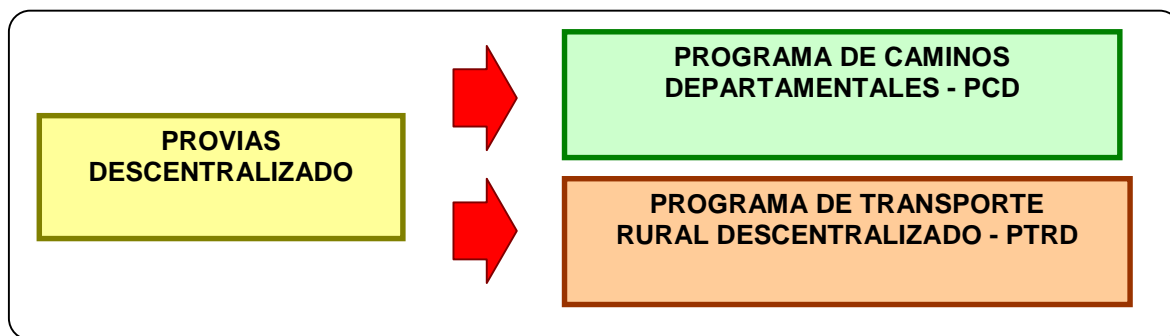 PROVIAS
DESCENTRALIZADO
PROGRAMA DE CAMINOS
DEPARTAMENTALES - PCD
PROGRAMA DE TRANSPORTE
RURAL DESCENTRALIZADO - PTRD